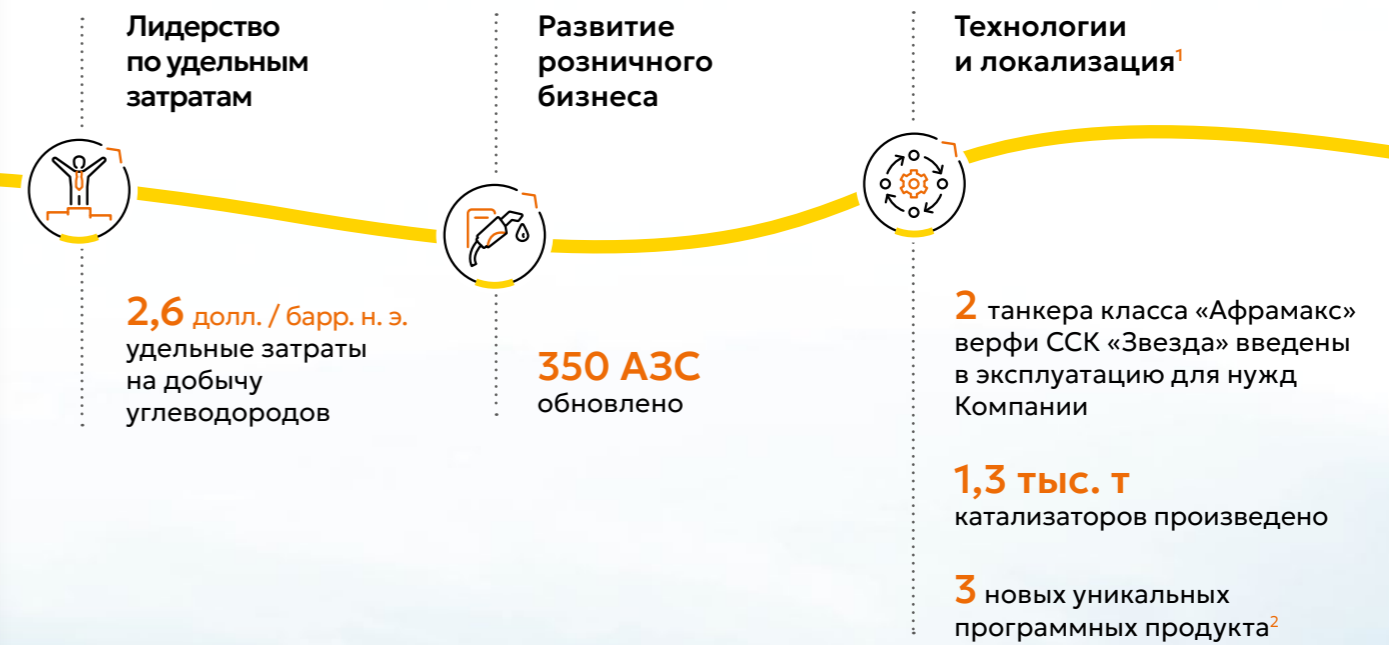 Лидерство
по удельным
затратам
2,6 долл. / барр. н. э.
удельные затраты
на добычу
углеводородов
Развитие
розничного
бизнеса
350 АЗС
обновлено
Технологии
и локализация¹
2 танкера класса «Афрамакс»
верфи ССК «Звезда» введены
в эксплуатацию для нужд
Компании
1,3 тыс. т
катализаторов произведено
3 новых уникальных
программных продукта²